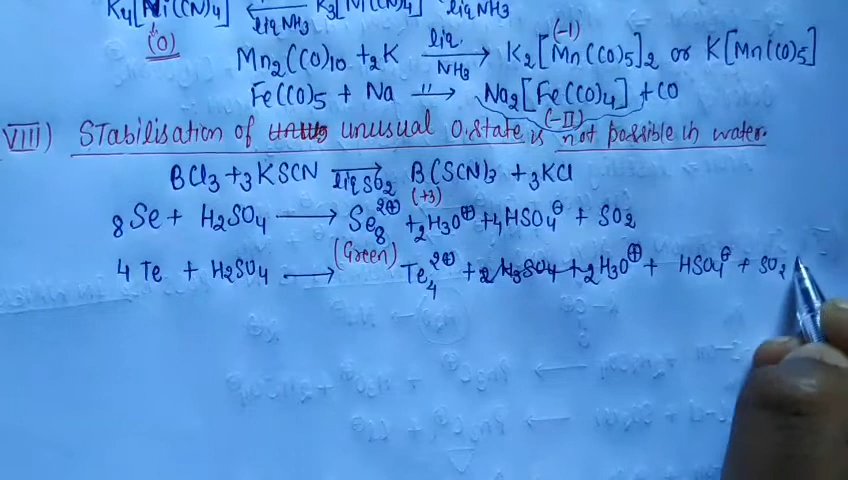 K4[Ni(CN)4] ⟵ liq NH3 K3[Ni(CN)4] liq NH3
(0)
Mn2(CO)10 + 2K ⟶ liq. NH3 K2[Mn(CO)5]2 or K[Mn(CO)5]
(-1)
Fe(CO)5 + Na ⟶ " Na2[Fe(CO)4] + CO
(-II)
VIII) Stabilisation of unusual O.State is not possible in water.
BCl3 + 3KSCN ⟶ liq SO2 B(SCN)3 + 3KCl
(+3)
8Se + H2SO4 ⟶ Se8 2⊕ + 2H3O⊕ + 4HSO4⊖ + SO2
(Green)
4Te + H2SO4 ⟶ Te4 2⊕ + 2H3SO4 + 2H3O⊕ + HSO4⊖ + SO2